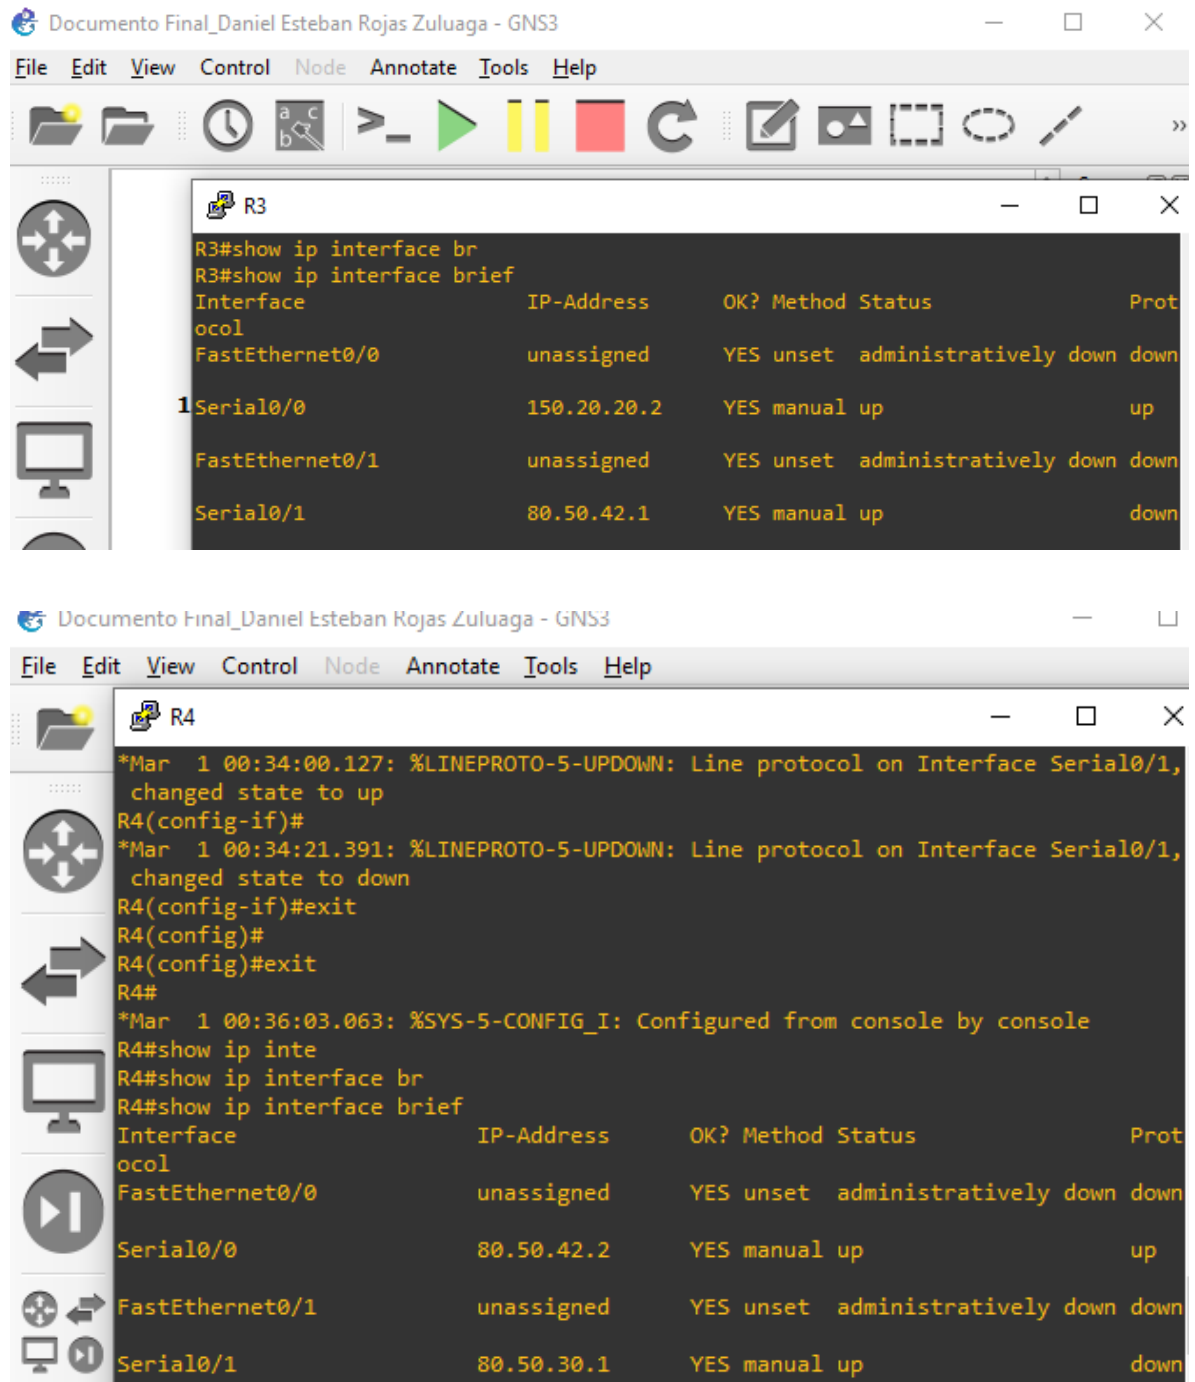 Documento Final_Daniel Esteban Rojas Zuluaga - GNS3
File Edit View Control Node Annotate Tools Help
a c
b
R3
R3#show ip interface br
R3#show ip interface brief
Interface IP-Address OK? Method Status Prot
ocol
FastEthernet0/0 unassigned YES unset administratively down down
1
Serial0/0 150.20.20.2 YES manual up up
FastEthernet0/1 unassigned YES unset administratively down down
Serial0/1 80.50.42.1 YES manual up down
Documento Final_Daniel Esteban Rojas Zuluaga - GNS3
File Edit View Control Node Annotate Tools Help
R4
*Mar 1 00:34:00.127: %LINEPROTO-5-UPDOWN: Line protocol on Interface Serial0/1,
changed state to up
R4(config-if)#
*Mar 1 00:34:21.391: %LINEPROTO-5-UPDOWN: Line protocol on Interface Serial0/1,
changed state to down
R4(config-if)#exit
R4(config)#
R4(config)#exit
R4#
*Mar 1 00:36:03.063: %SYS-5-CONFIG_I: Configured from console by console
R4#show ip inte
R4#show ip interface br
R4#show ip interface brief
Interface IP-Address OK? Method Status Prot
ocol
FastEthernet0/0 unassigned YES unset administratively down down
Serial0/0 80.50.42.2 YES manual up up
FastEthernet0/1 unassigned YES unset administratively down down
Serial0/1 80.50.30.1 YES manual up down